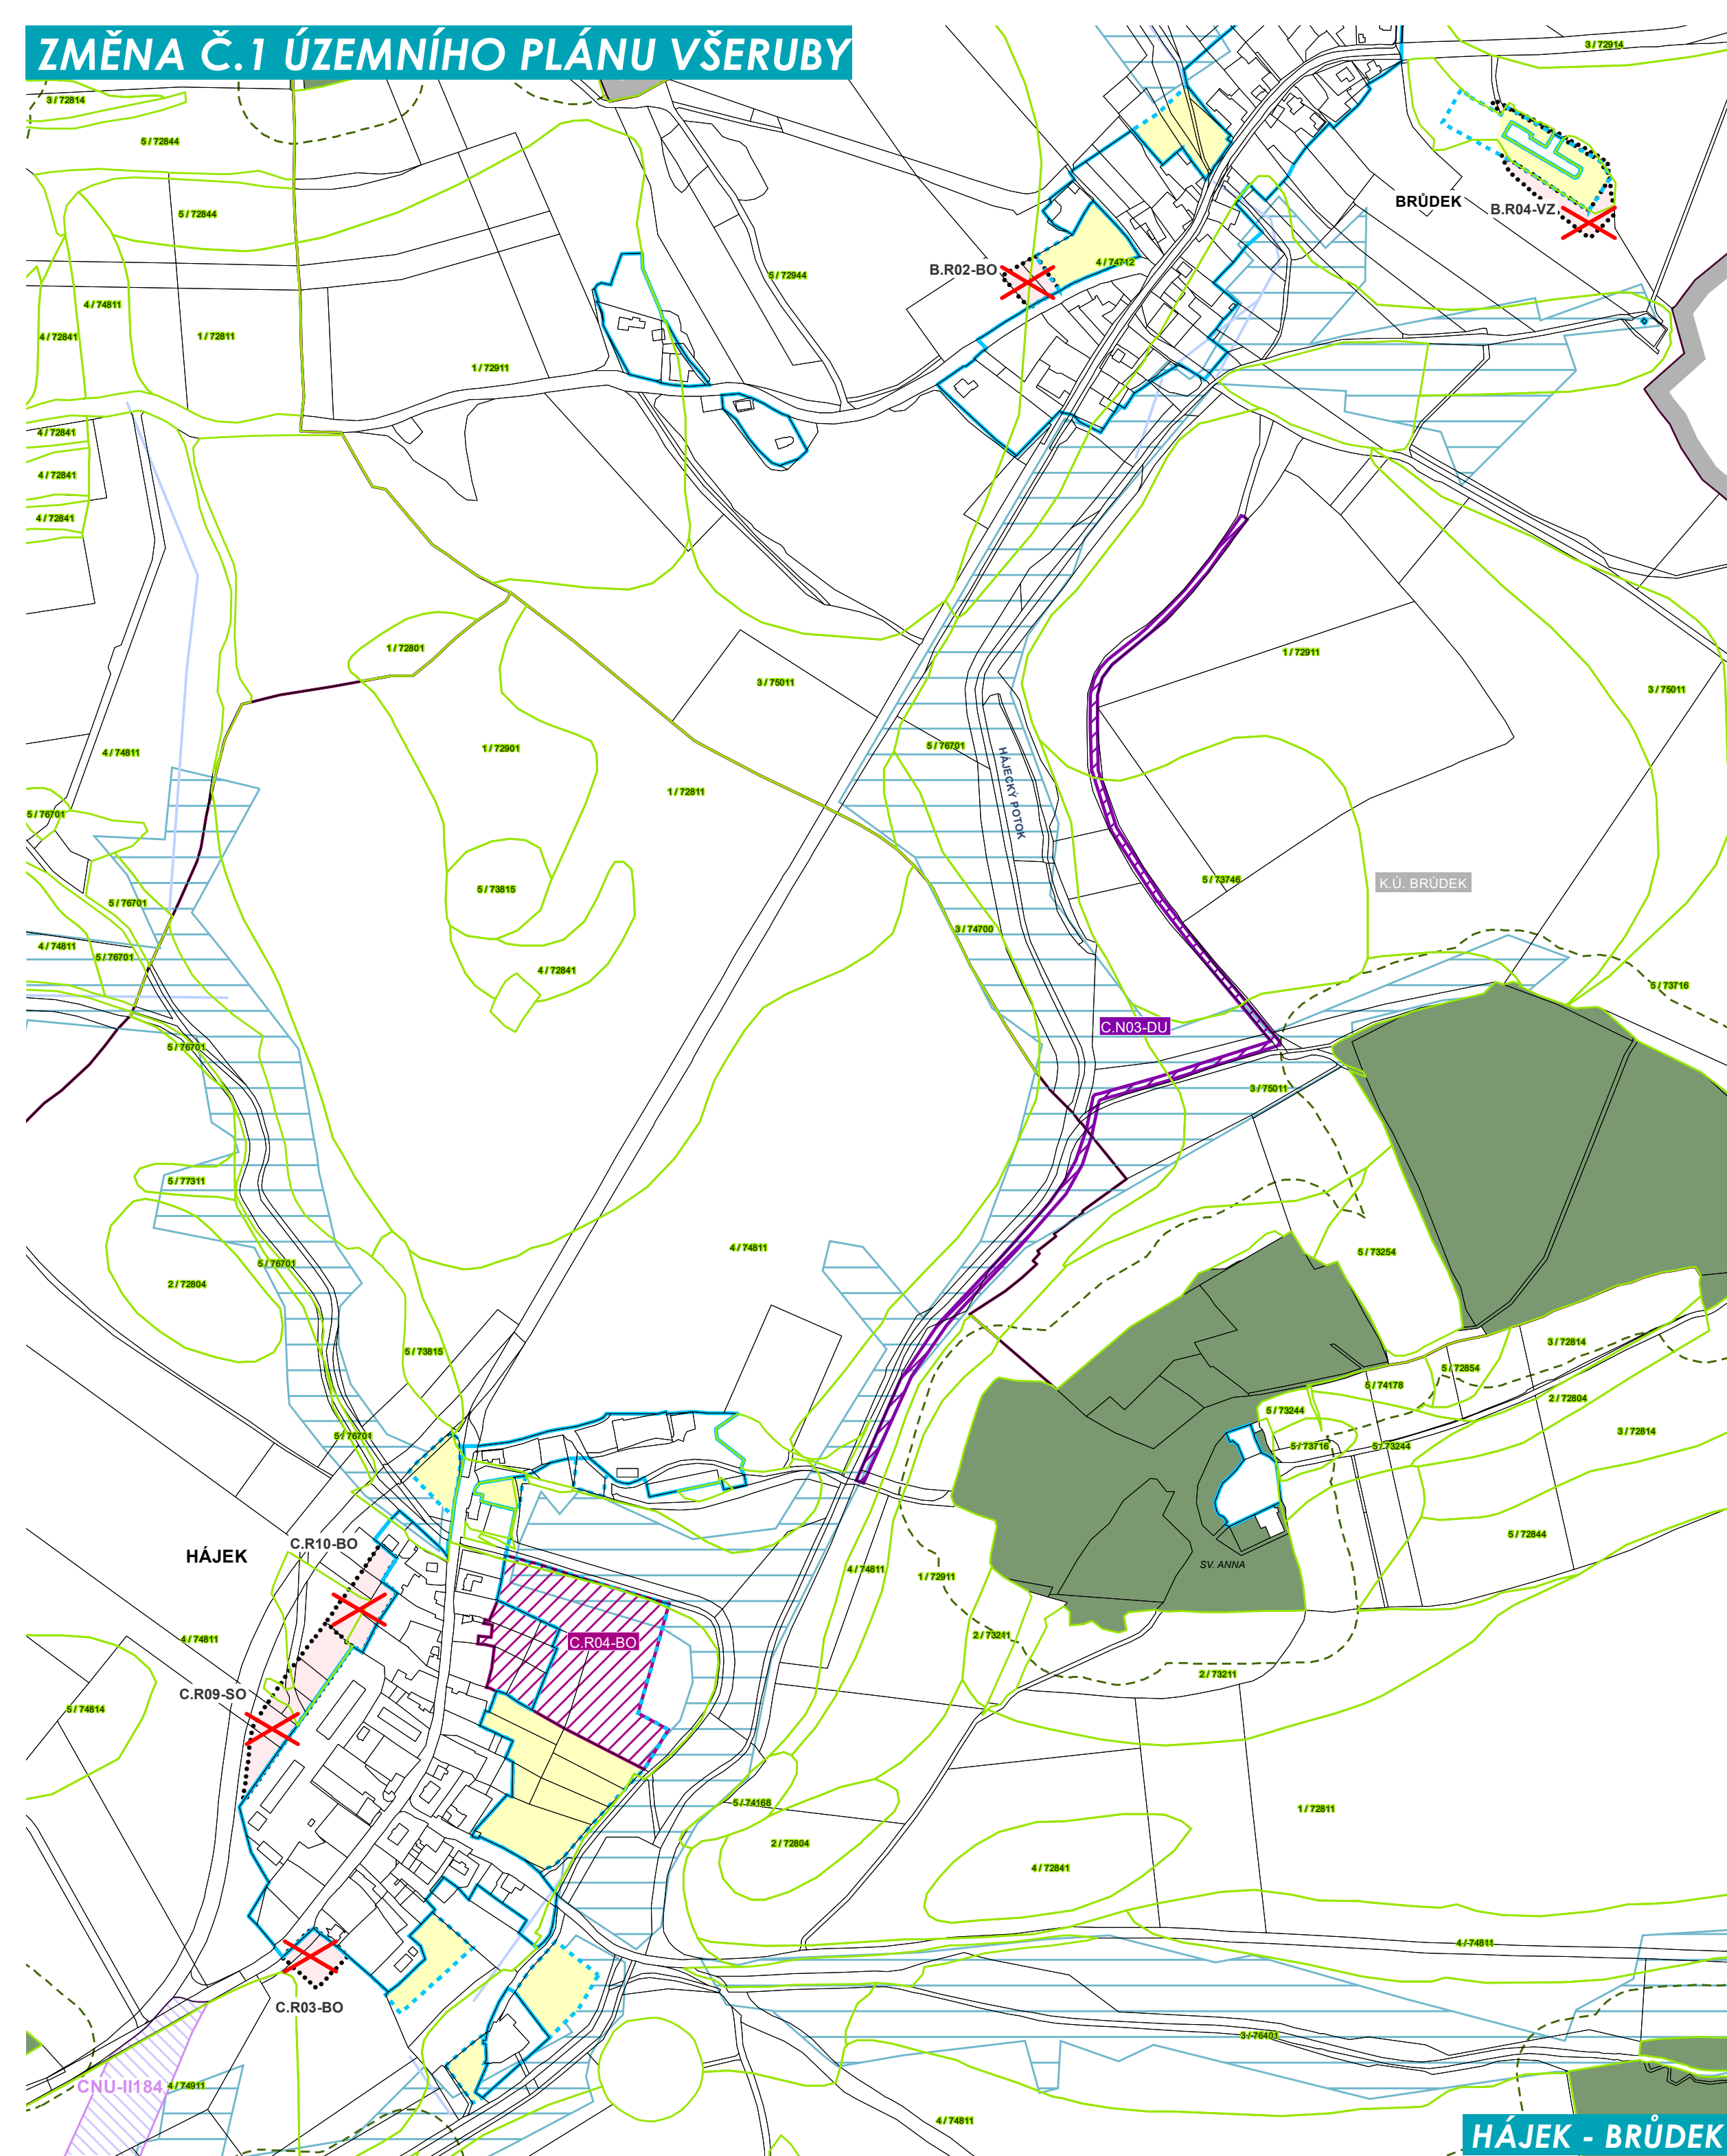 ZMĚNA Č.1 ÚZEMNÍHO PLÁNU VŠERUBY
3 / 72914
3 / 72814
5 / 72844
5 / 72844
BRŮDEK
B.R04-VZ
B.R02-BO
4 / 74712
5 / 72944
4 / 74811
4 / 72841
1 / 72811
1 / 72911
4 / 72841
4 / 72841
4 / 72841
1 / 72801
1 / 72911
3 / 75011
3 / 75011
1 / 72901
5 / 76701
4 / 74811
HÁJECKÝ POTOK
1 / 72811
5 / 76701
5 / 73815
5 / 73746
K.Ú. BRŮDEK
5 / 76701
3 / 74700
4 / 74811
5 / 76701
4 / 72841
5 / 73716
C.N03-DU
5 / 76701
3 / 75011
5 / 77311
4 / 74811
5 / 73254
5 / 76701
2 / 72804
3 / 72814
5 / 73815
5 / 72854
5 / 74178
2 / 72804
5 / 73244
3 / 72814
5 / 76701
5 / 73716
5 / 73244
5 / 72844
C.R10-BO
HÁJEK
SV. ANNA
4 / 74811
1 / 72911
4 / 74811
C.R04-BO
2 / 73211
2 / 73211
C.R09-SO
5 / 74814
5 / 74168
1 / 72811
2 / 72804
4 / 72841
4 / 74811
C.R03-BO
3 / 76401
CNU-II184
4 / 74911
4 / 74811
HÁJEK - BRŮDEK